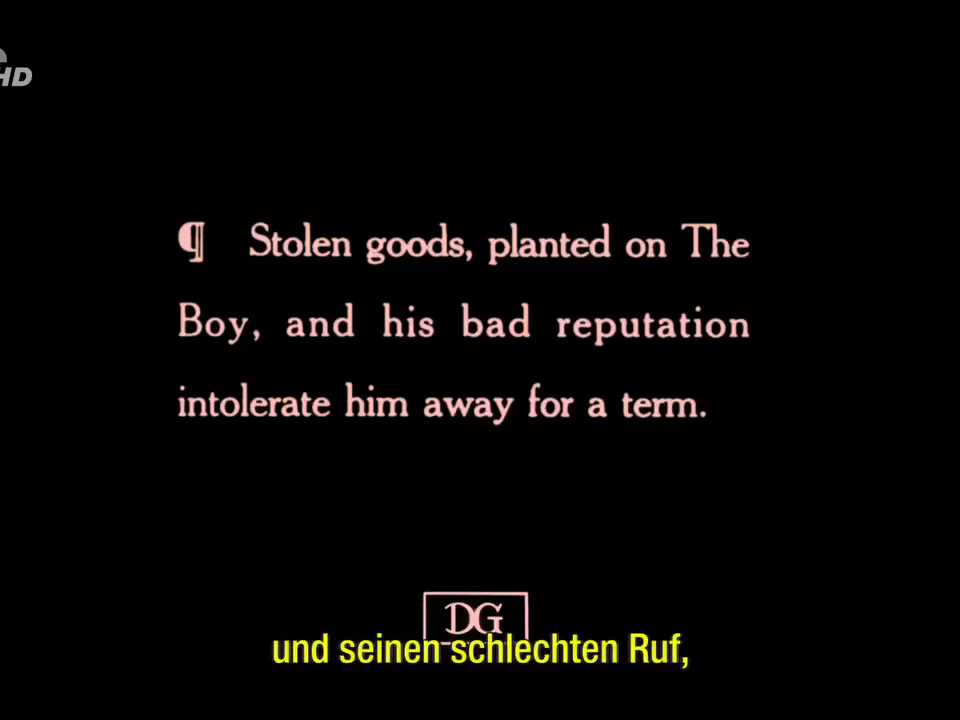 HD
¶ Stolen goods, planted on The
Boy, and his bad reputation
intolerate him away for a term.
DG
und seinen schlechten Ruf,